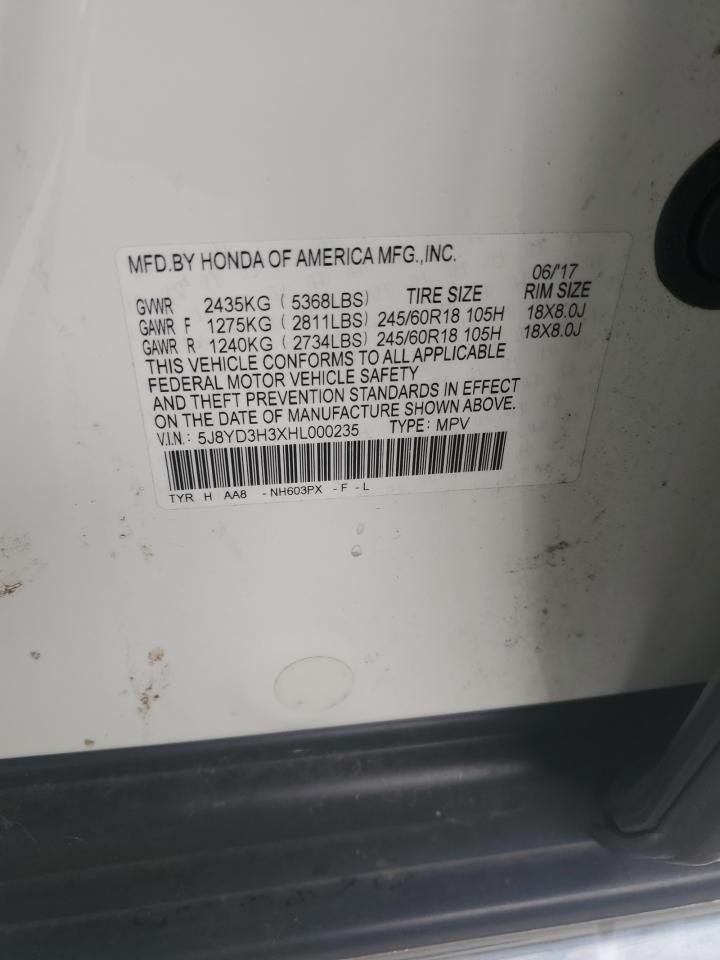 MFD.BY HONDA OF AMERICA MFG.,INC.
06/'17
GVWR 2435KG (5368LBS) TIRE SIZE RIM SIZE
GAWR F 1275KG (2811LBS) 245/60R18 105H 18X8.0J
GAWR R 1240KG (2734LBS) 245/60R18 105H 18X8.0J
THIS VEHICLE CONFORMS TO ALL APPLICABLE
FEDERAL MOTOR VEHICLE SAFETY
AND THEFT PREVENTION STANDARDS IN EFFECT
ON THE DATE OF MANUFACTURE SHOWN ABOVE.
V.I.N.: 5J8YD3H3XHL000235 TYPE: MPV
TYR H AA8 -NH603PX -F -L